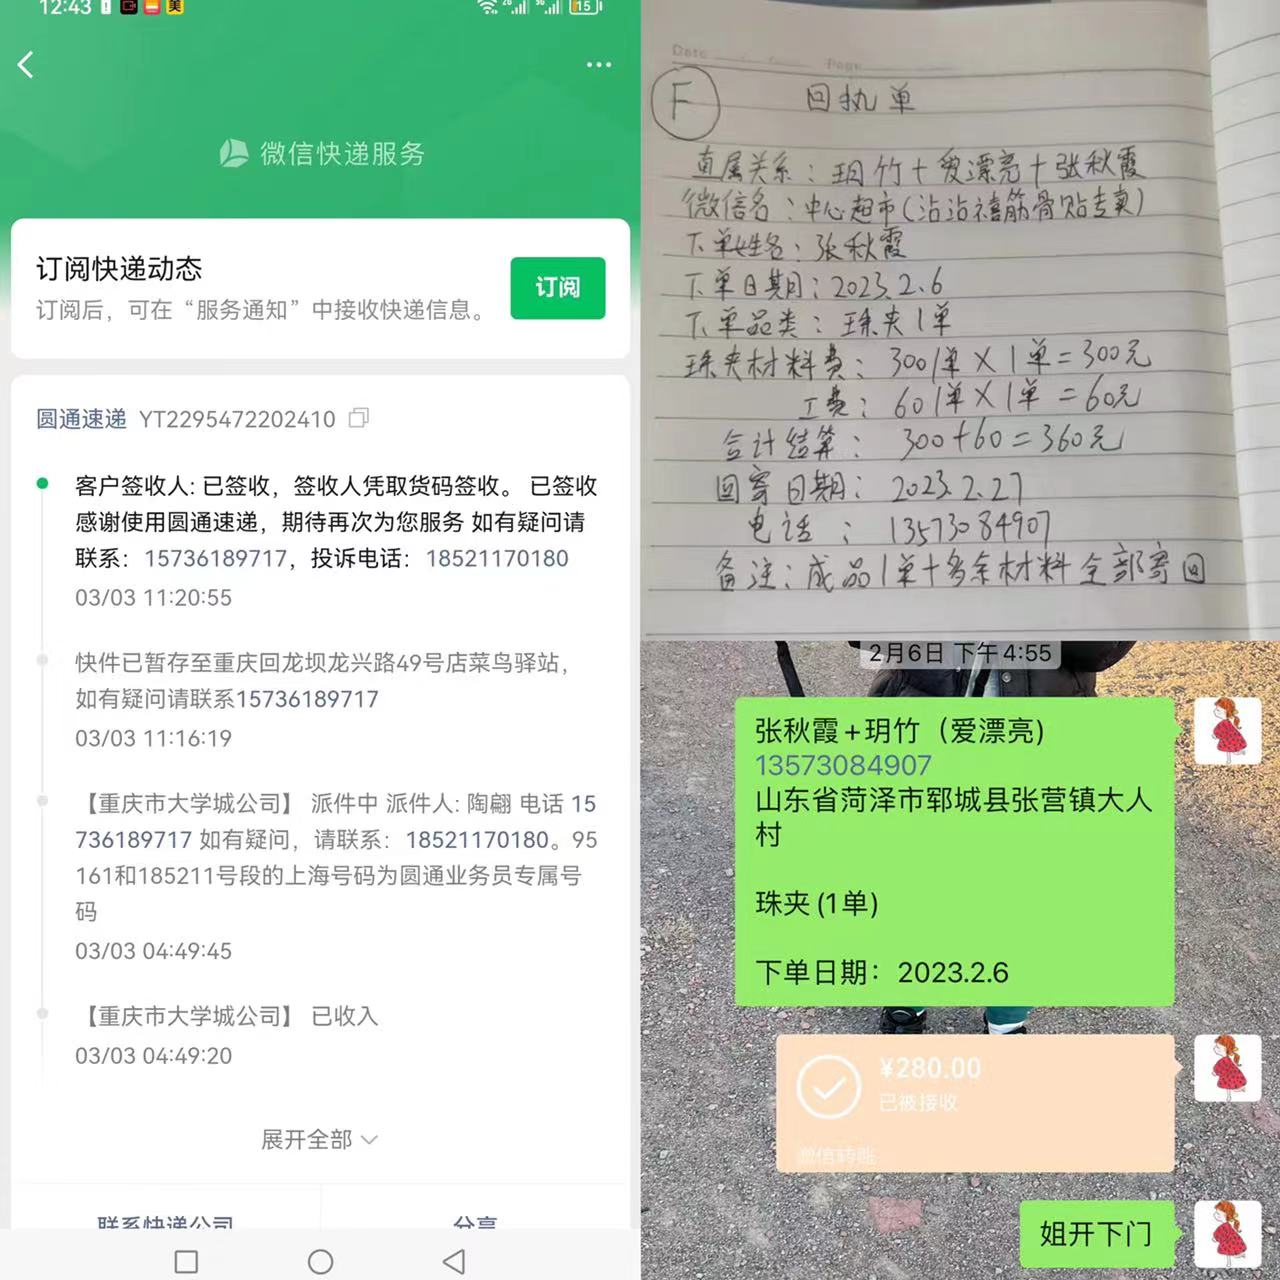 12:43
15
微信快递服务
订阅快递动态
订阅后，可在“服务通知”中接收快递信息。
订阅
圆通速递 YT2295472202410
客户签收人: 已签收，签收人凭取货码签收。 已签收
感谢使用圆通速递，期待再次为您服务 如有疑问请
联系：15736189717，投诉电话：18521170180
03/03 11:20:55
快件已暂存至重庆回龙坝龙兴路49号店菜鸟驿站，
如有疑问请联系15736189717
03/03 11:16:19
【重庆市大学城公司】 派件中 派件人: 陶翩 电话 15
736189717 如有疑问，请联系：18521170180。95
161和185211号段的上海号码为圆通业务员专属号
码
03/03 04:49:45
【重庆市大学城公司】 已收入
03/03 04:49:20
展开全部
联系快递公司
分享
Date
Page
F
回执单
直属关系：玥竹+爱漂亮+张秋霞
微信名：中心超市(沾沾禧筋骨贴专卖)
下单姓名：张秋霞
下单日期：2023.2.6
下单品类：珠夹1单
珠夹材料费：300/单×1单=300元
工费：60/单×1单=60元
合计结算：300+60=360元
回寄日期：2023.2.27
电话：13573084907
备注：成品1单+多余材料全部寄回
2月6日 下午4:55
张秋霞+玥竹（爱漂亮)
13573084907
山东省菏泽市郓城县张营镇大人
村
珠夹(1单)
下单日期：2023.2.6
¥280.00
已被接收
微信转账
姐开下门